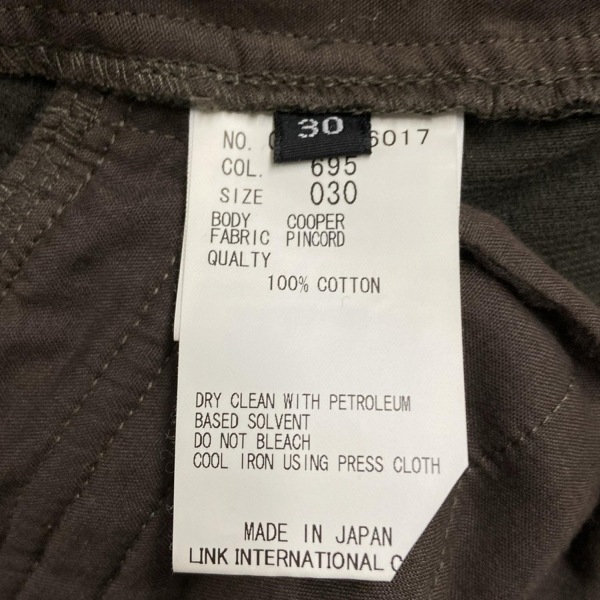 30
NO. 6017
COL. 695
SIZE 030
BODY COOPER
FABRIC PINCORD
QUALTY
100% COTTON
DRY CLEAN WITH PETROLEUM
BASED SOLVENT
DO NOT BLEACH
COOL IRON USING PRESS CLOTH
MADE IN JAPAN
LINK INTERNATIONAL